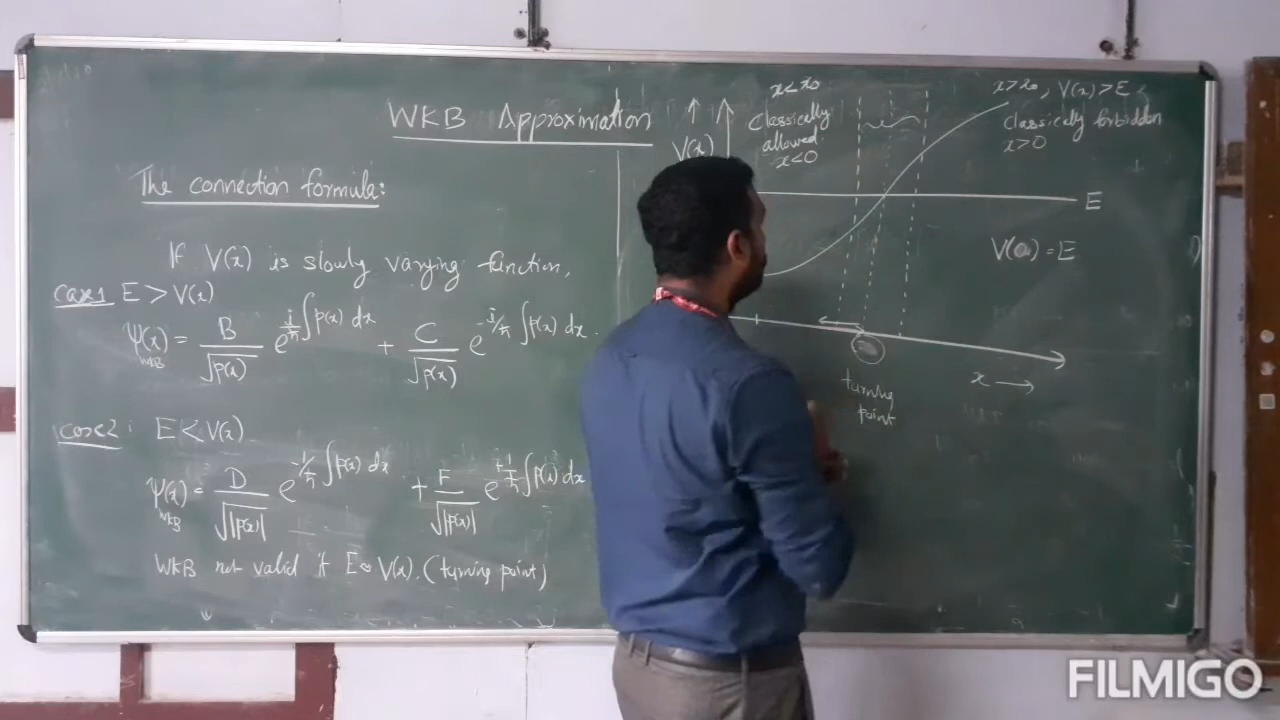 WKB Approximation
The connection formula:
If V(x) is slowly varying function,
case1 E > V(x)
ψ(x) WKB = B/√p(x) e^(i/ħ ∫p(x) dx) + C/√p(x) e^(-i/ħ ∫p(x) dx).
case2: E < V(x)
ψ(x) WKB = D/√|p(x)| e^(-1/ħ ∫p(x) dx) + F/√|p(x)| e^(+1/ħ ∫p(x) dx)
WKB not valid if E ≈ V(x). (turning point)
V(x)
x < x₀
Classically
allowed
x < 0
x > x₀, V(x) > E
Classically forbidden
x > 0
E
V(0) = E
x →
turning
point
FILMIGO